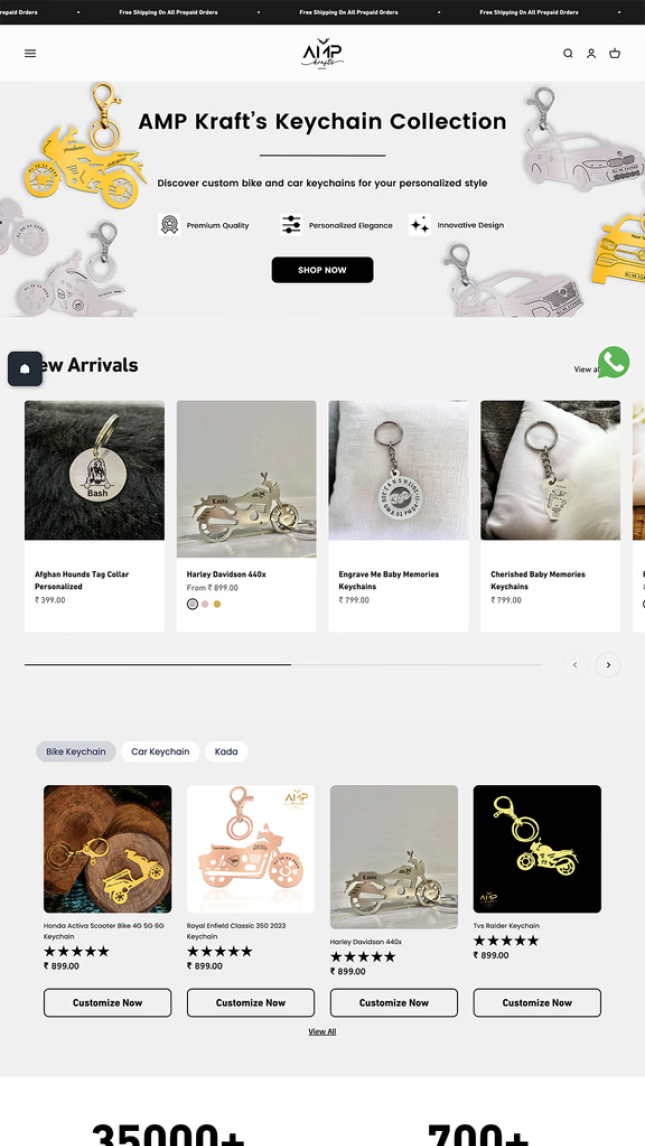 repaid Orders • Free Shipping On All Prepaid Orders • Free Shipping On All Prepaid Orders • Free Shipping On All Prepaid Orders •
AMP
krafts
AMP Kraft's Keychain Collection
Discover custom bike and car keychains for your personalized style
Premium Quality
Personalized Elegance
Innovative Design
SHOP NOW
ew Arrivals
View al
Bash
Afghan Hounds Tag Collar
Personalized
₹ 399.00
Harley Davidson 440x
From ₹ 899.00
Engrave Me Baby Memories
Keychains
₹ 799.00
Cherished Baby Memories
Keychains
₹ 799.00
Bike Keychain
Car Keychain
Kada
AMP
Honda Activa Scooter Bike 4G 5G 6G
Keychain
★★★★★
₹ 899.00
Royal Enfield Classic 350 2023
Keychain
★★★★★
₹ 899.00
Harley Davidson 440x
★★★★★
₹ 899.00
AMP
Tvs Raider Keychain
★★★★★
₹ 899.00
Customize Now
Customize Now
Customize Now
Customize Now
View All
35000+
700+